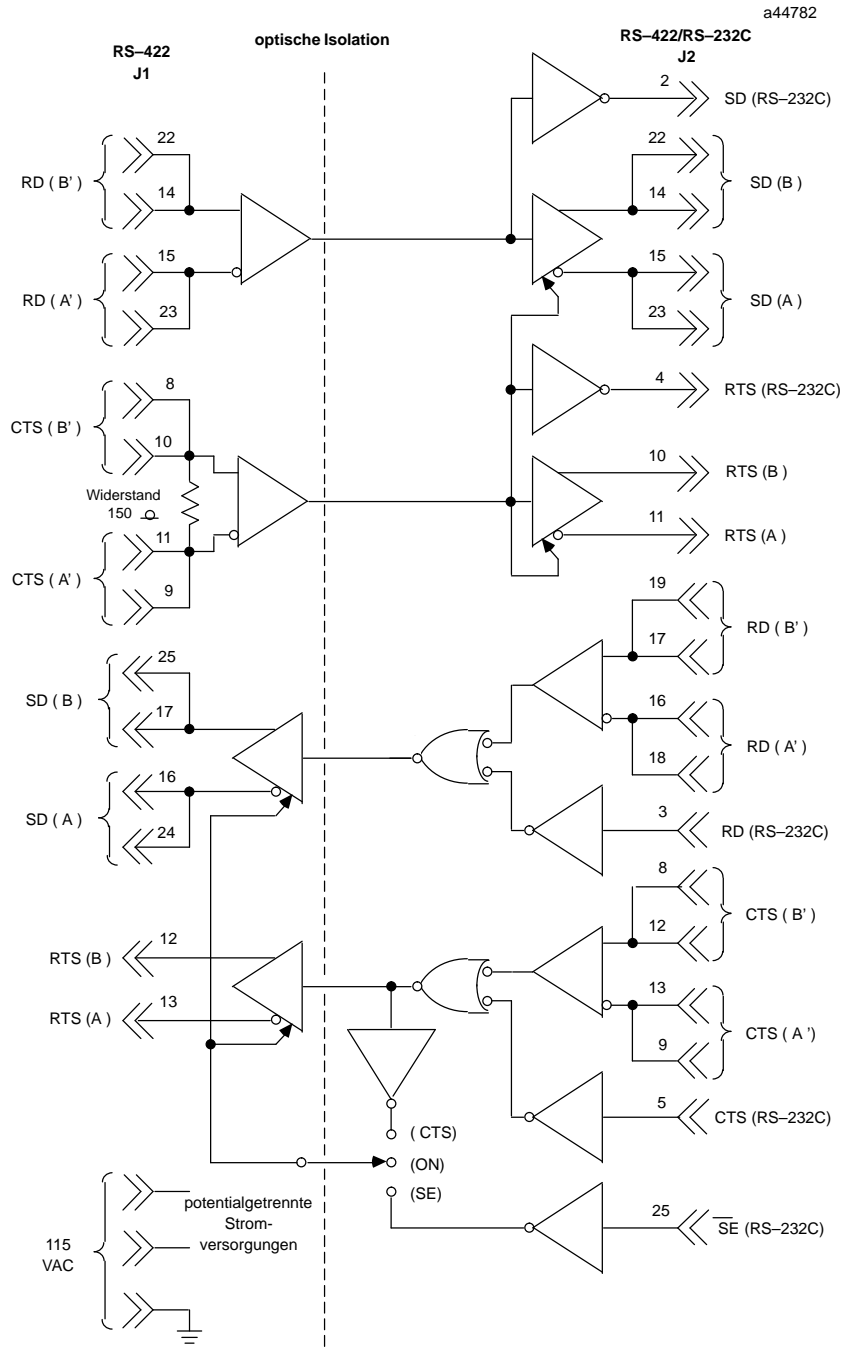 a44782
RS–422
J1
optische Isolation
RS–422/RS–232C
J2
2
SD (RS–232C)
22
RD ( B’)
14
22
SD (B )
14
15
RD ( A’)
23
15
SD (A )
23
8
CTS ( B’)
10
4
RTS (RS–232C)
Widerstand
150 Ω
10
RTS (B )
11
RTS (A )
11
CTS ( A’)
9
19
RD ( B’)
17
25
SD ( B )
17
16
RD ( A’)
18
16
SD ( A )
24
3
RD (RS–232C)
8
CTS ( B’)
12
12
RTS (B )
13
RTS (A )
13
CTS ( A ’)
9
5
CTS (RS–232C)
( CTS)
(ON)
(SE)
25
SE (RS–232C)
115
VAC
potentialgetrennte
Strom-
versorgungen